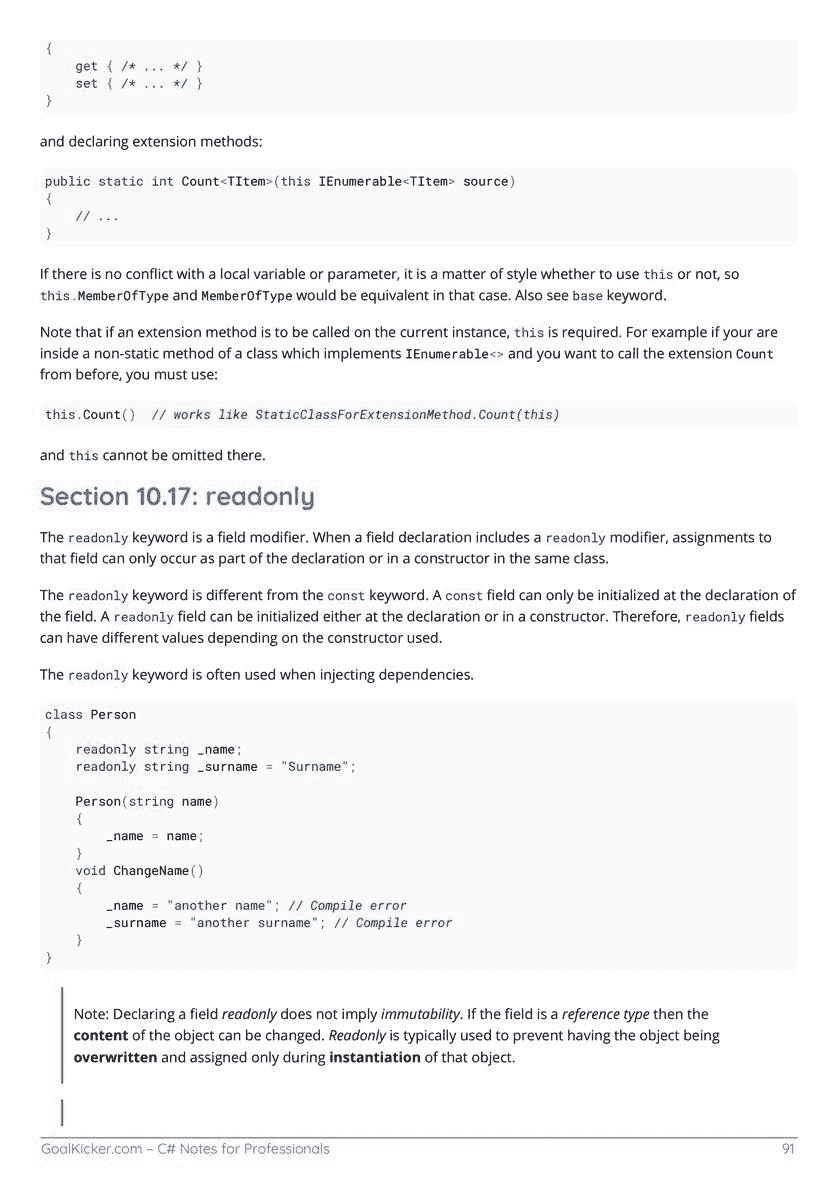 {
    get { /* ... */ }
    set { /* ... */ }
}
and declaring extension methods:
public static int Count<TItem>(this IEnumerable<TItem> source)
{
    // ...
}
If there is no conflict with a local variable or parameter, it is a matter of style whether to use this or not, so
this.MemberOfType and MemberOfType would be equivalent in that case. Also see base keyword.
Note that if an extension method is to be called on the current instance, this is required. For example if your are
inside a non-static method of a class which implements IEnumerable<> and you want to call the extension Count
from before, you must use:
this.Count()  // works like StaticClassForExtensionMethod.Count(this)
and this cannot be omitted there.
Section 10.17: readonly
The readonly keyword is a field modifier. When a field declaration includes a readonly modifier, assignments to
that field can only occur as part of the declaration or in a constructor in the same class.
The readonly keyword is different from the const keyword. A const field can only be initialized at the declaration of
the field. A readonly field can be initialized either at the declaration or in a constructor. Therefore, readonly fields
can have different values depending on the constructor used.
The readonly keyword is often used when injecting dependencies.
class Person
{
    readonly string _name;
    readonly string _surname = "Surname";
    Person(string name)
    {
        _name = name;
    }
    void ChangeName()
    {
        _name = "another name"; // Compile error
        _surname = "another surname"; // Compile error
    }
}
Note: Declaring a field readonly does not imply immutability. If the field is a reference type then the
content of the object can be changed. Readonly is typically used to prevent having the object being
overwritten and assigned only during instantiation of that object.
GoalKicker.com – C# Notes for Professionals 91